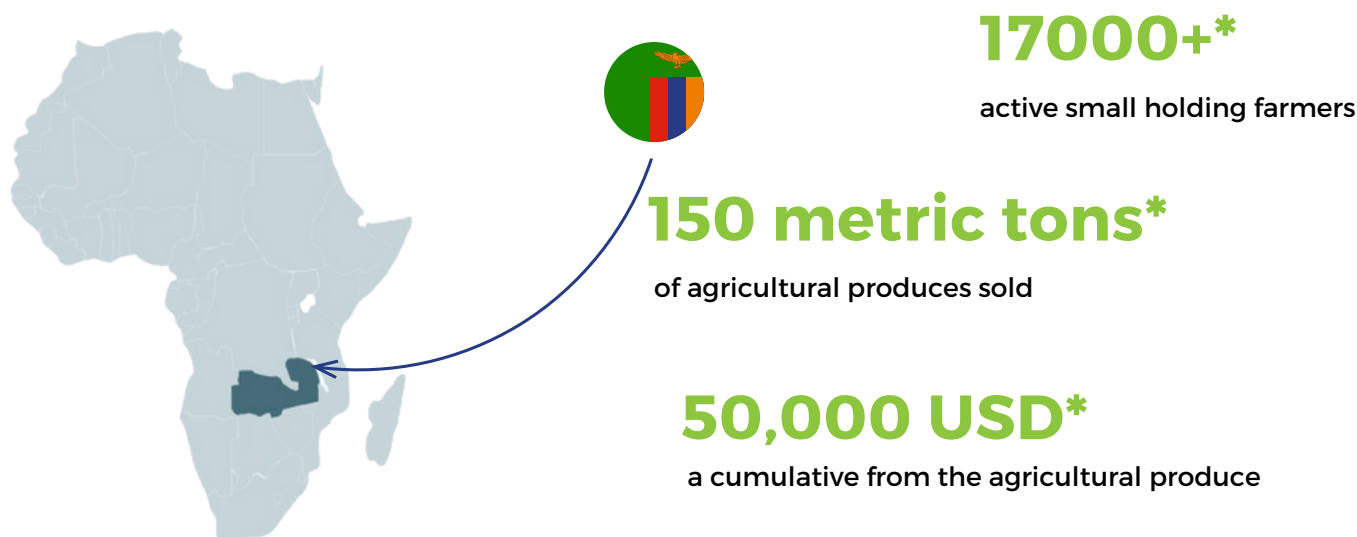 17000+*
active small holding farmers
150 metric tons*
of agricultural produces sold
50,000 USD*
a cumulative from the agricultural produce